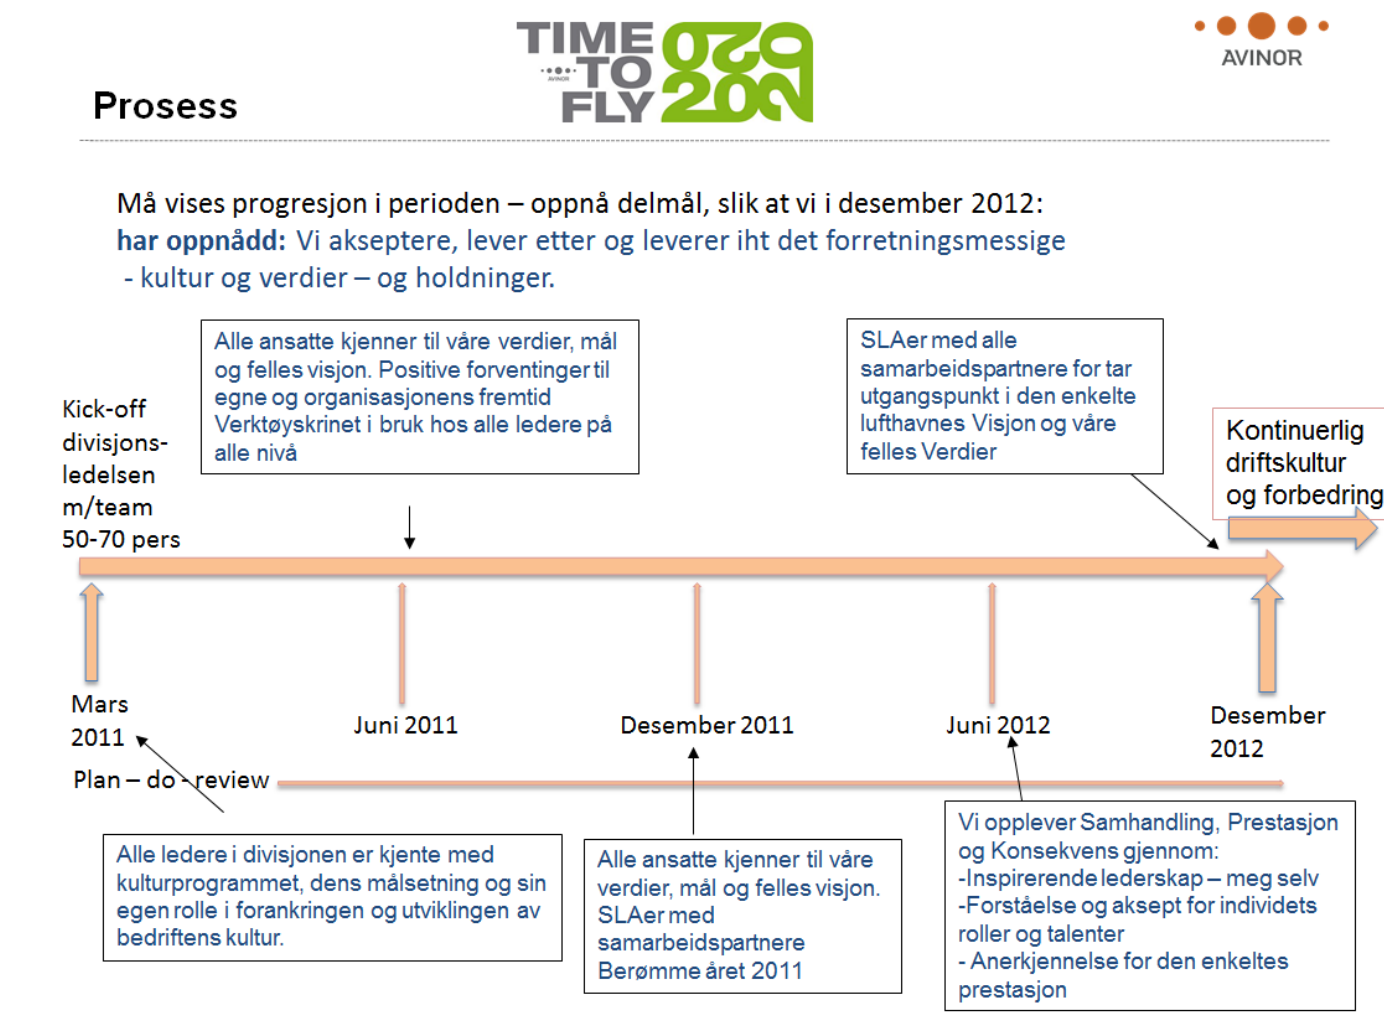 TIME
TO
AVINOR
FLY
2020
AVINOR
Prosess
Må vises progresjon i perioden – oppnå delmål, slik at vi i desember 2012:
har oppnådd: Vi akseptere, lever etter og leverer iht det forretningsmessige
- kultur og verdier – og holdninger.
Alle ansatte kjenner til våre verdier, mål
og felles visjon. Positive forventinger til
egne og organisasjonens fremtid
Verktøyskrinet i bruk hos alle ledere på
alle nivå
SLAer med alle
samarbeidspartnere for tar
utgangspunkt i den enkelte
lufthavnes Visjon og våre
felles Verdier
Kick-off
divisjons-
ledelsen
m/team
50-70 pers
Kontinuerlig
driftskultur
og forbedring
Mars
2011
Juni 2011
Desember 2011
Juni 2012
Desember
2012
Plan – do - review
Alle ledere i divisjonen er kjente med
kulturprogrammet, dens målsetning og sin
egen rolle i forankringen og utviklingen av
bedriftens kultur.
Alle ansatte kjenner til våre
verdier, mål og felles visjon.
SLAer med
samarbeidspartnere
Berømme året 2011
Vi opplever Samhandling, Prestasjon
og Konsekvens gjennom:
-Inspirerende lederskap – meg selv
-Forståelse og aksept for individets
roller og talenter
- Anerkjennelse for den enkeltes
prestasjon